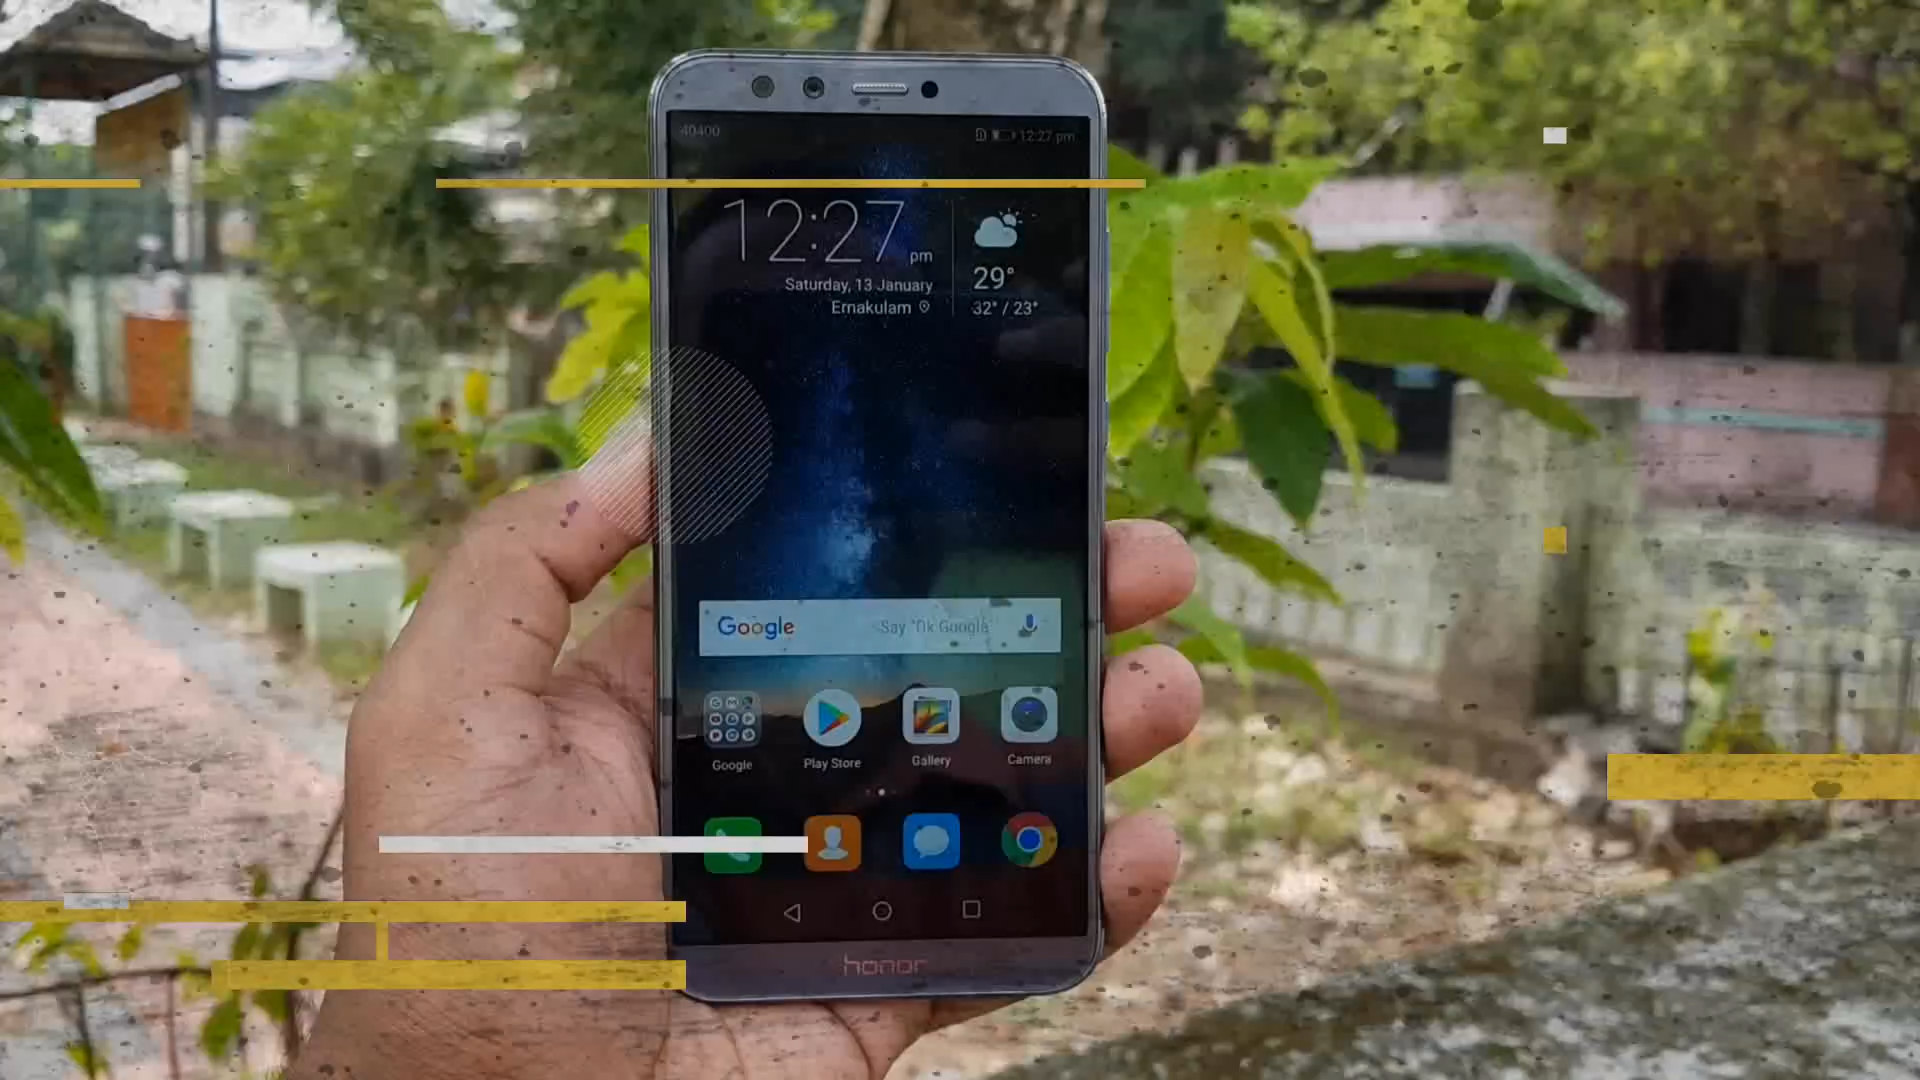 40400
12:27 pm
12:27 pm
Saturday, 13 January
Ernakulam
29°
32° / 23°
Google
Say "Ok Google"
Google
Play Store
Gallery
Camera
honor